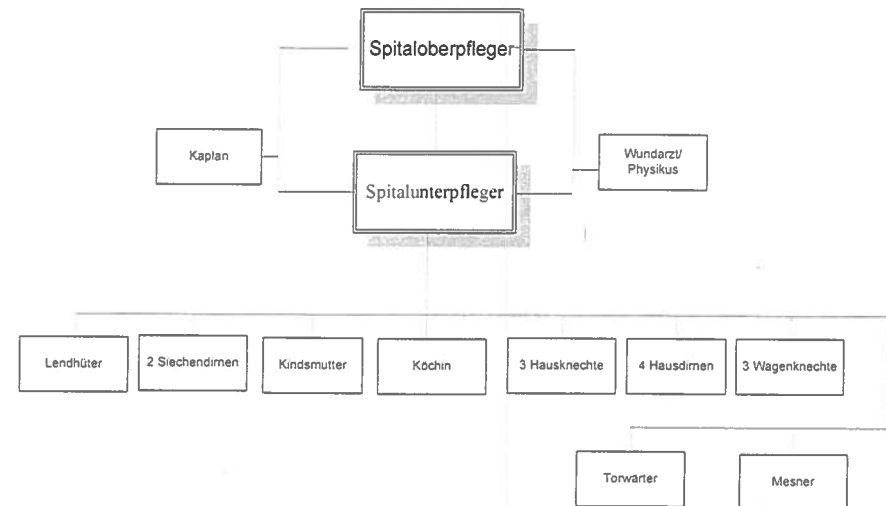 Spitaloberpfleger
Kaplan
Wundarzt/
Physikus
Spitalunterpfleger
Lendhüter
2 Siechendirnen
Kindsmutter
Köchin
3 Hausknechte
4 Hausdirnen
3 Wagenknechte
Torwärter
Mesner